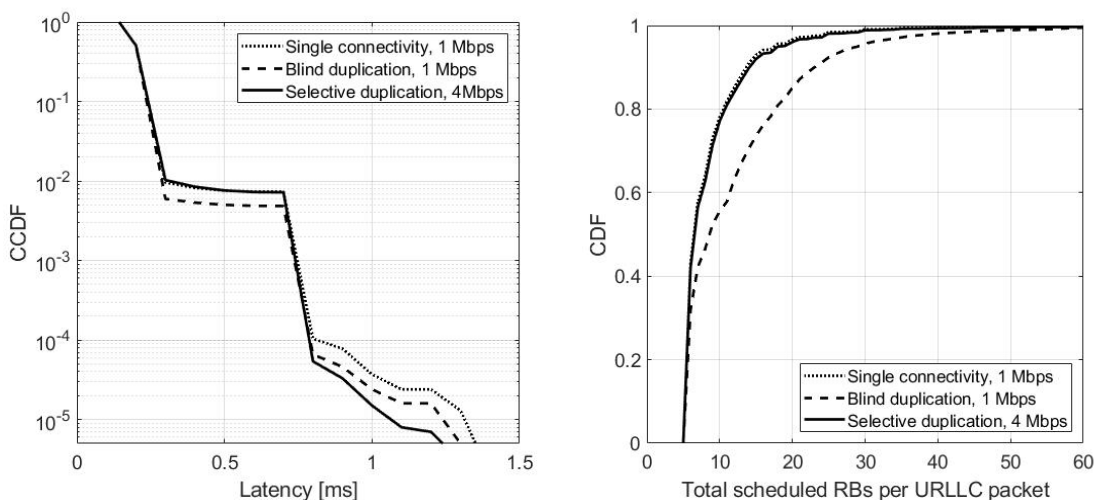 10^0
10^-1
10^-2
10^-3
10^-4
10^-5
CCDF
0
0.5
1
1.5
Latency [ms]
Single connectivity, 1 Mbps
Blind duplication, 1 Mbps
Selective duplication, 4Mbps
1
0.8
0.6
0.4
0.2
0
CDF
0
10
20
30
40
50
60
Total scheduled RBs per URLLC packet
Single connectivity, 1 Mbps
Blind duplication, 1 Mbps
Selective duplication, 4 Mbps